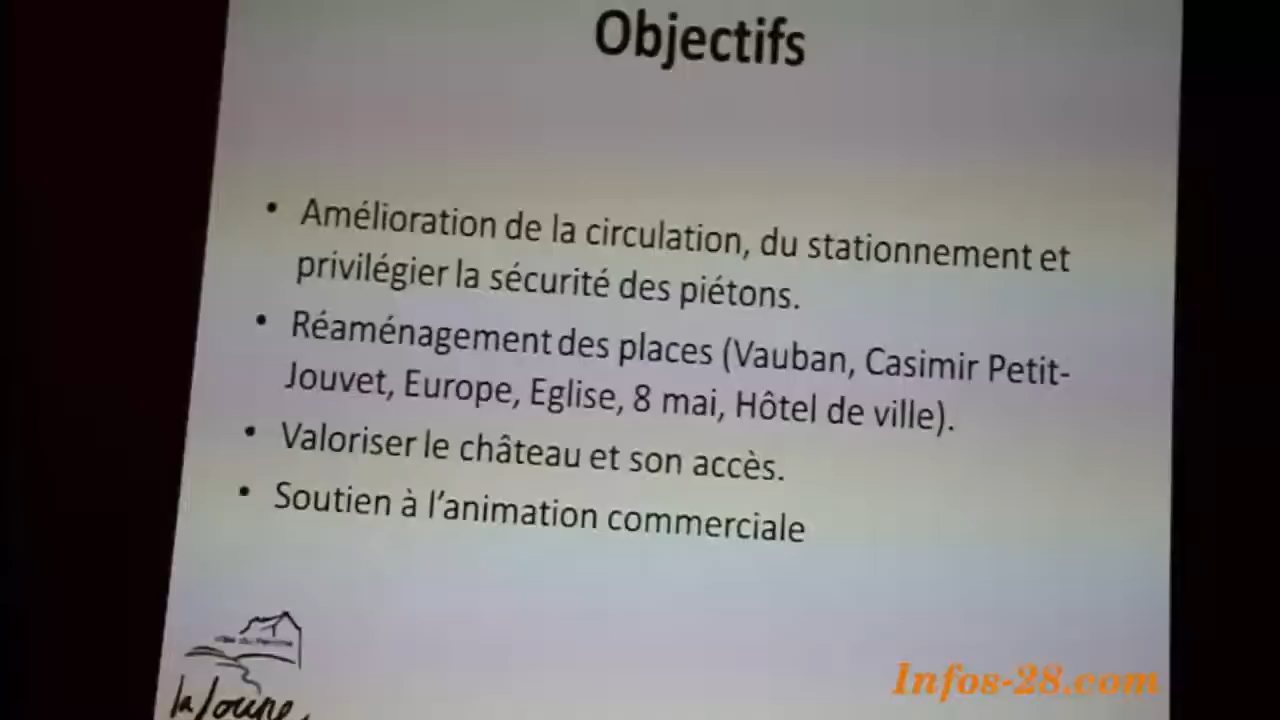 Objectifs
• Amélioration de la circulation, du stationnement et
privilégier la sécurité des piétons.
• Réaménagement des places (Vauban, Casimir Petit-
Jouvet, Europe, Eglise, 8 mai, Hôtel de ville).
• Valoriser le château et son accès.
• Soutien à l'animation commerciale
la Loupe
Infos-28.com